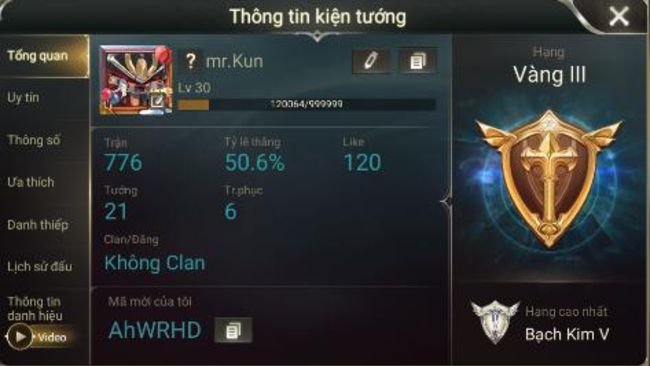 Thông tin kiện tướng
Tổng quan
Uy tín
Thông số
Ưa thích
Danh thiếp
Lịch sử đấu
Thông tin
danh hiệu
Video
? mr.Kun
Lv 30
120064/999999
Trận
Tỷ lệ thắng
Like
776
50.6%
120
Tướng
Tr.phục
21
6
Clan/Đảng
Không Clan
Mã mời của tôi
AhWRHD
Hạng
Vàng III
Hạng cao nhất
Bạch Kim V